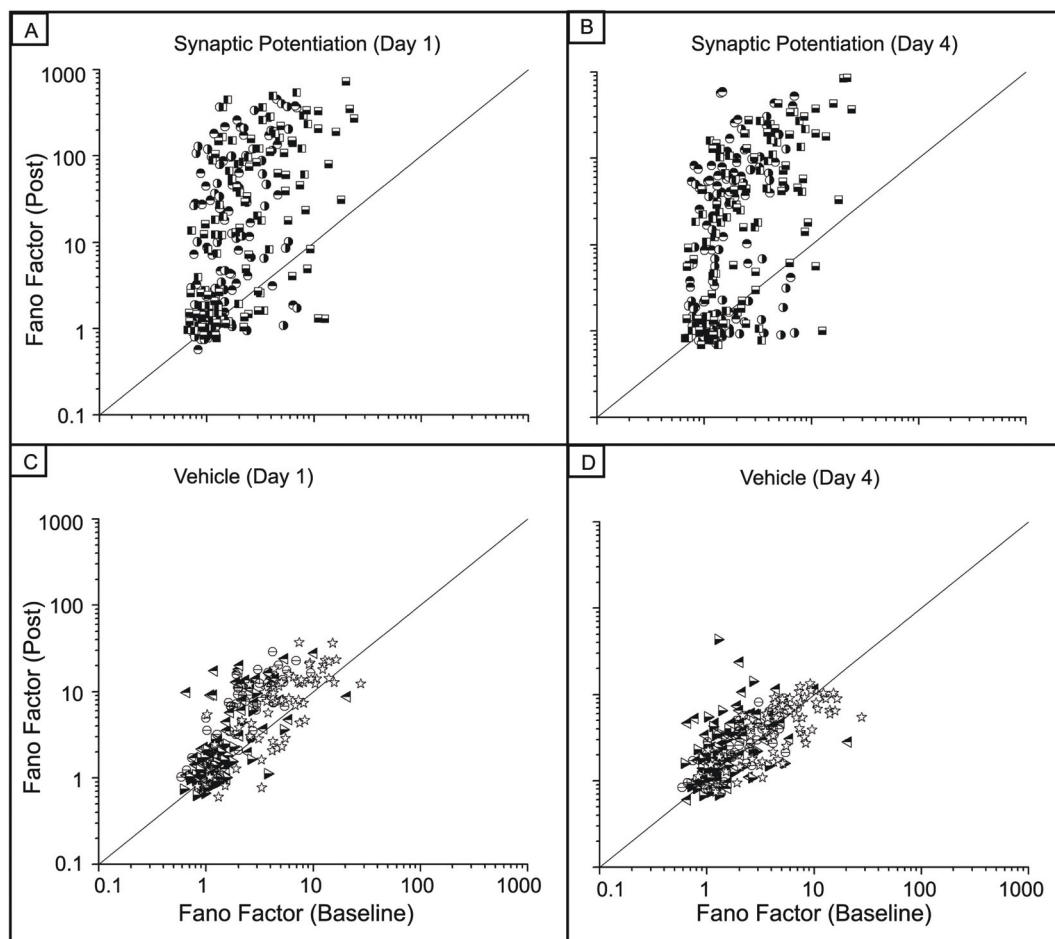 A
Synaptic Potentiation (Day 1)
1000
100
10
1
0.1
Fano Factor (Post)
B
Synaptic Potentiation (Day 4)
C
Vehicle (Day 1)
1000
100
10
1
0.1
Fano Factor (Post)
0.1 1 10 100 1000
Fano Factor (Baseline)
D
Vehicle (Day 4)
0.1 1 10 100 1000
Fano Factor (Baseline)